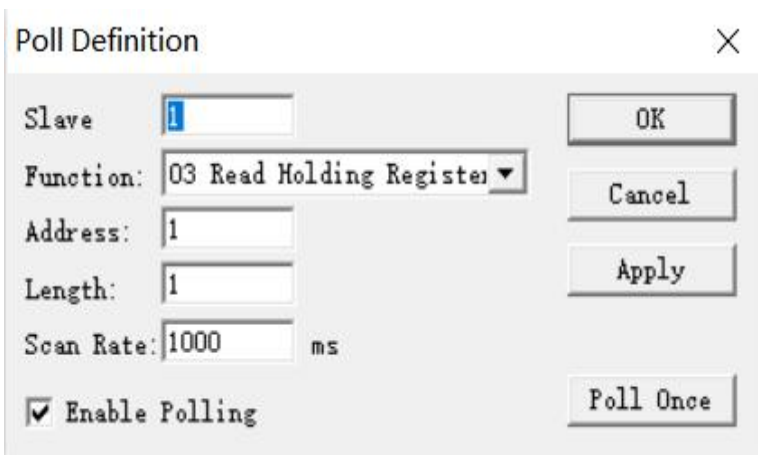 Poll Definition
Slave 1
OK
Function: 03 Read Holding Register
Cancel
Address: 1
Apply
Length: 1
Scan Rate: 1000 ms
Enable Polling
Poll Once